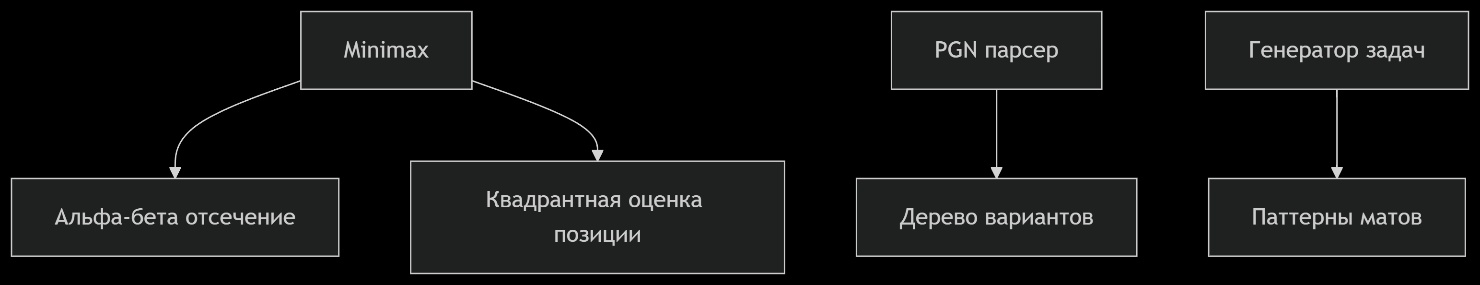 Minimax
PGN парсер
Генератор задач
Альфа-бета отсечение
Квадрантная оценка
позиции
Дерево вариантов
Паттерны матов